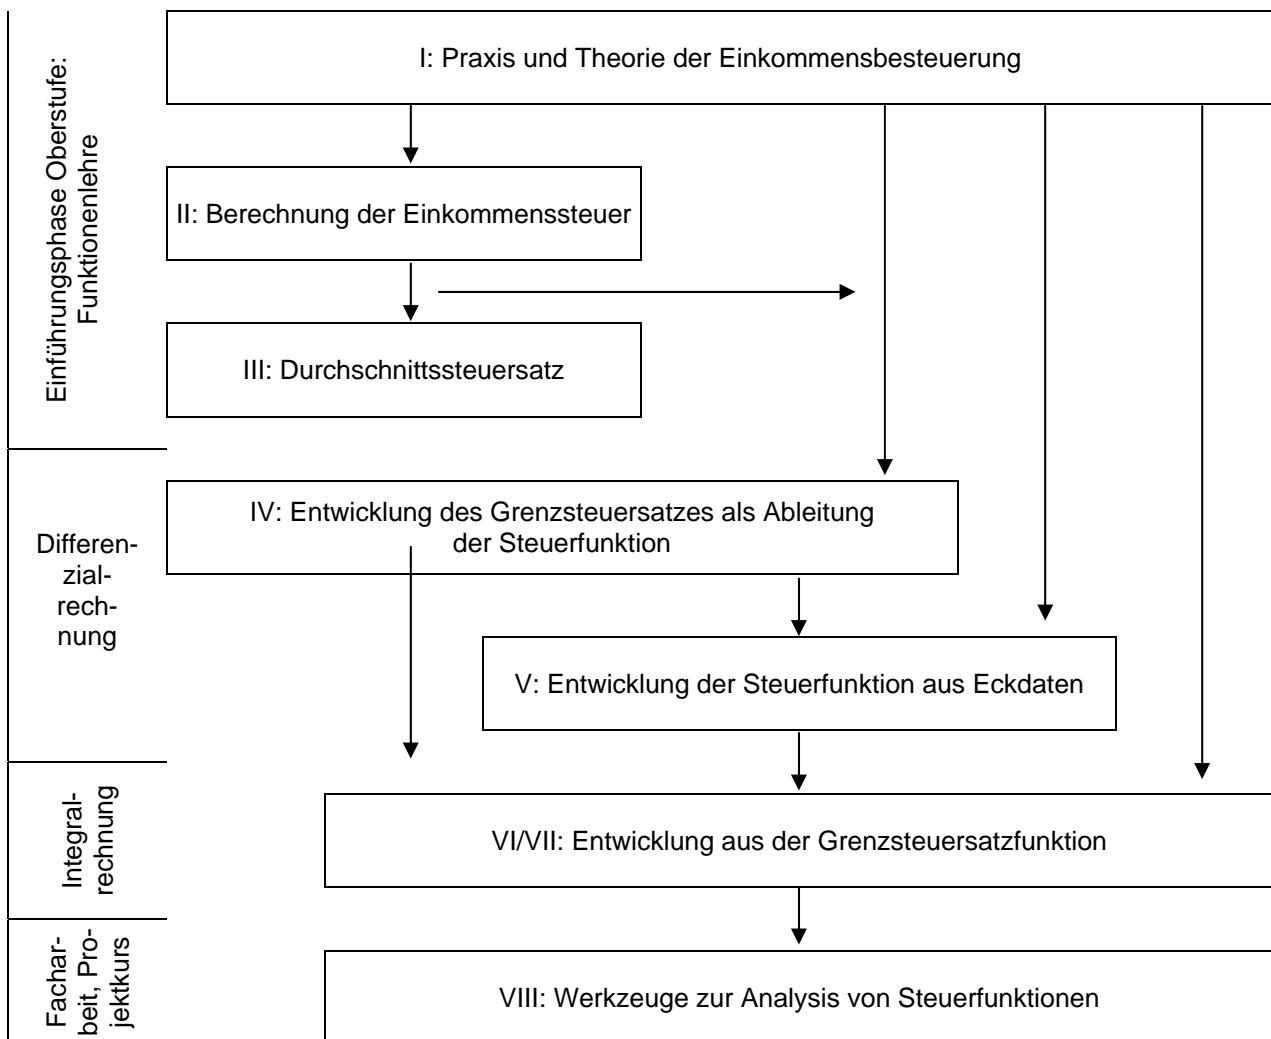 Einführungsphase Oberstufe:
Funktionenlehre
I: Praxis und Theorie der Einkommensbesteuerung
II: Berechnung der Einkommenssteuer
III: Durchschnittssteuersatz
Differen-
zial-
rech-
nung
IV: Entwicklung des Grenzsteuersatzes als Ableitung
der Steuerfunktion
V: Entwicklung der Steuerfunktion aus Eckdaten
Integral-
rechnung
VI/VII: Entwicklung aus der Grenzsteuersatzfunktion
Fachar-
beit, Pro-
jektkurs
VIII: Werkzeuge zur Analysis von Steuerfunktionen